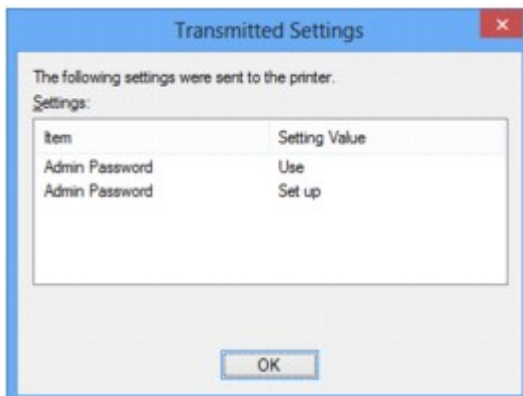 Transmitted Settings
The following settings were sent to the printer.
Settings:
Item Setting Value
Admin Password Use
Admin Password Set up
OK